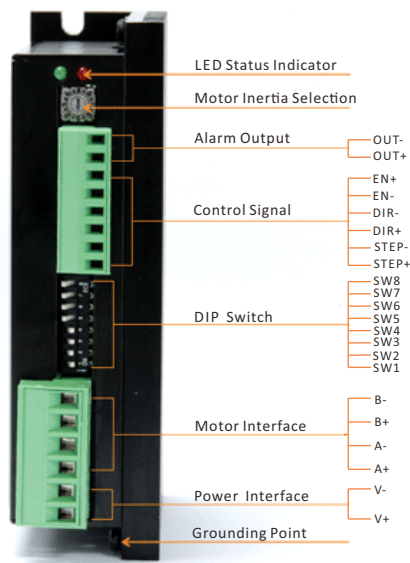 LED Status Indicator
Motor Inertia Selection
Alarm Output
OUT-
OUT+
EN+
EN-
Control Signal
DIR-
DIR+
STEP-
STEP+
SW8
SW7
SW6
DIP Switch
SW5
SW4
SW3
SW2
SW1
B-
Motor Interface
B+
A-
A+
Power Interface
V-
V+
Grounding Point